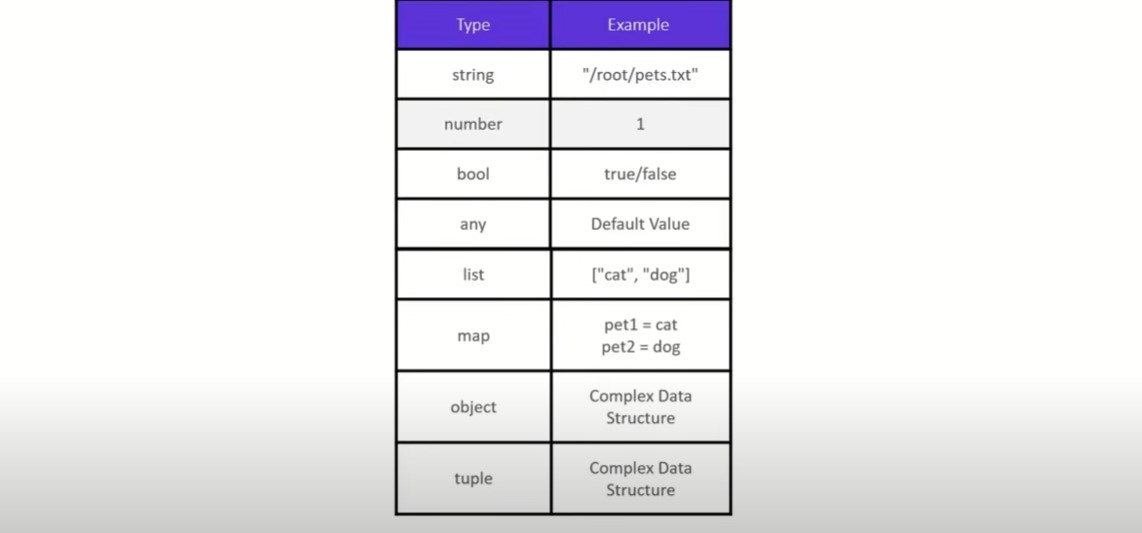 Type Example
string "/root/pets.txt"
number 1
bool true/false
any Default Value
list ["cat", "dog"]
map pet1 = cat
pet2 = dog
object Complex Data
Structure
tuple Complex Data
Structure